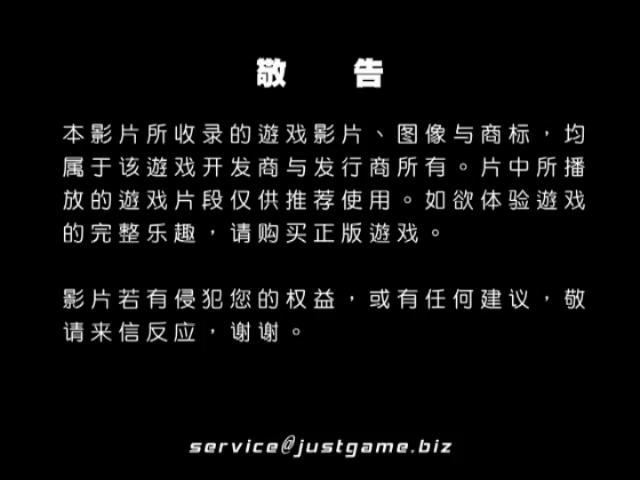 敬 告
本影片所收录的遊戏影片、图像与商标，均
属于该遊戏开发商与发行商所有。片中所播
放的遊戏片段仅供推荐使用。如欲体验遊戏
的完整乐趣，请购买正版遊戏。
影片若有侵犯您的权益，或有任何建议，敬
请来信反应，谢谢。
service@justgame.biz